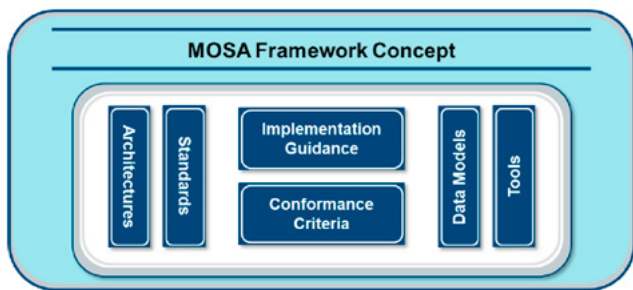 MOSA Framework Concept
Architectures
Standards
Implementation
Guidance
Conformance
Criteria
Data Models
Tools